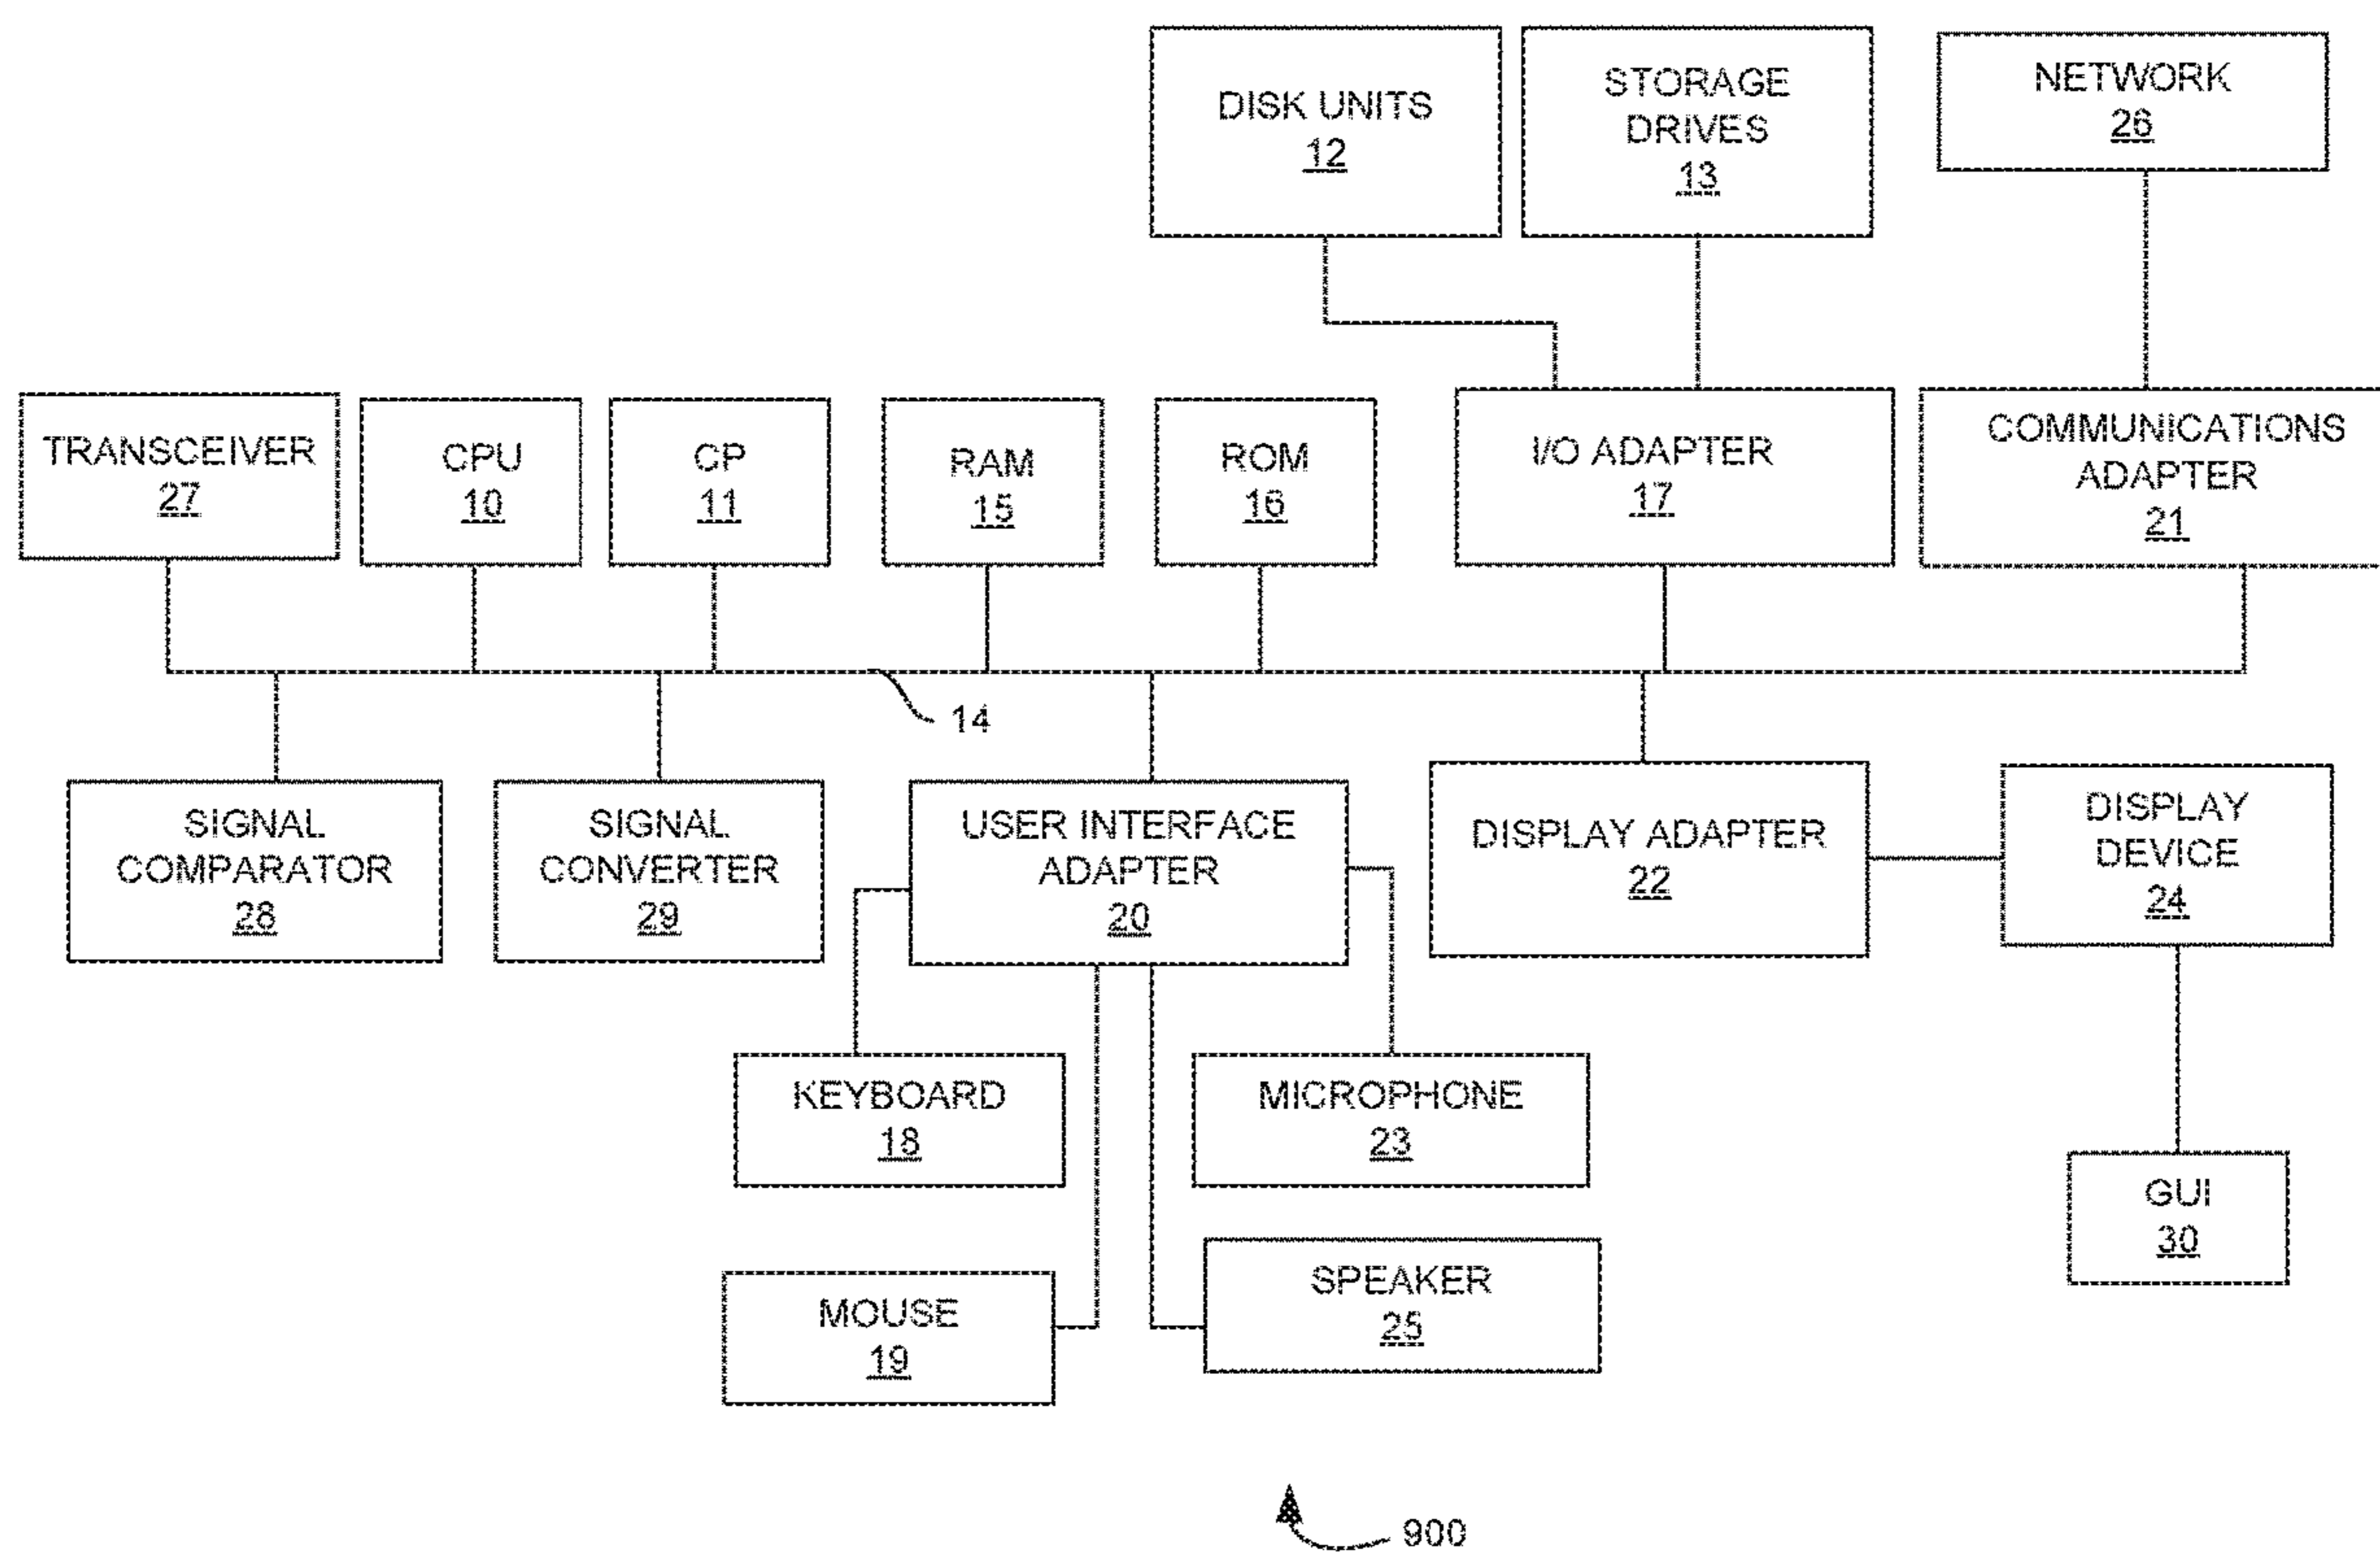 DISK UNITS
12
STORAGE
DRIVES
13
NETWORK
26
TRANSCEIVER
27
CPU
10
CP
11
RAM
15
ROM
16
I/O ADAPTER
17
COMMUNICATIONS
ADAPTER
21
14
SIGNAL
COMPARATOR
28
SIGNAL
CONVERTER
29
USER INTERFACE
ADAPTER
20
DISPLAY ADAPTER
22
DISPLAY
DEVICE
24
KEYBOARD
18
MICROPHONE
23
GUI
30
MOUSE
19
SPEAKER
25
900